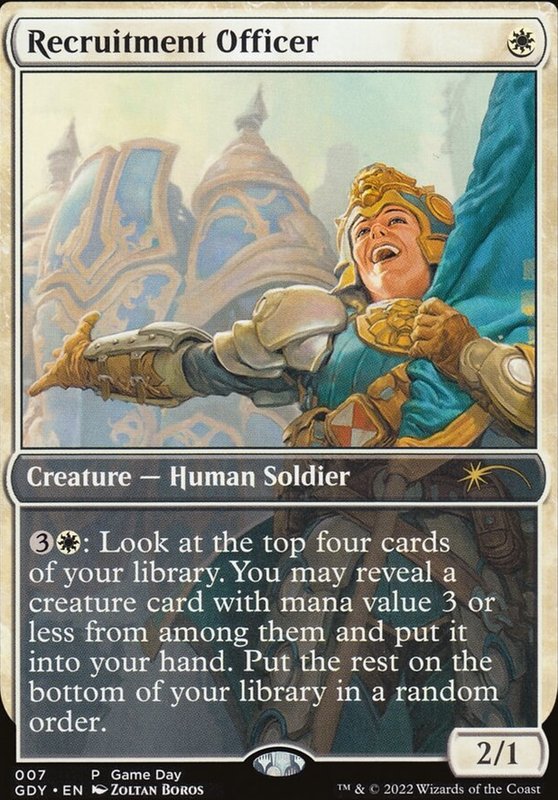 Recruitment Officer
Creature — Human Soldier
3: Look at the top four cards
of your library. You may reveal a
creature card with mana value 3 or
less from among them and put it
into your hand. Put the rest on the
bottom of your library in a random
order.
2/1
007 P Game Day
GDY • EN Zoltan Boros
™ & © 2022 Wizards of the Coast